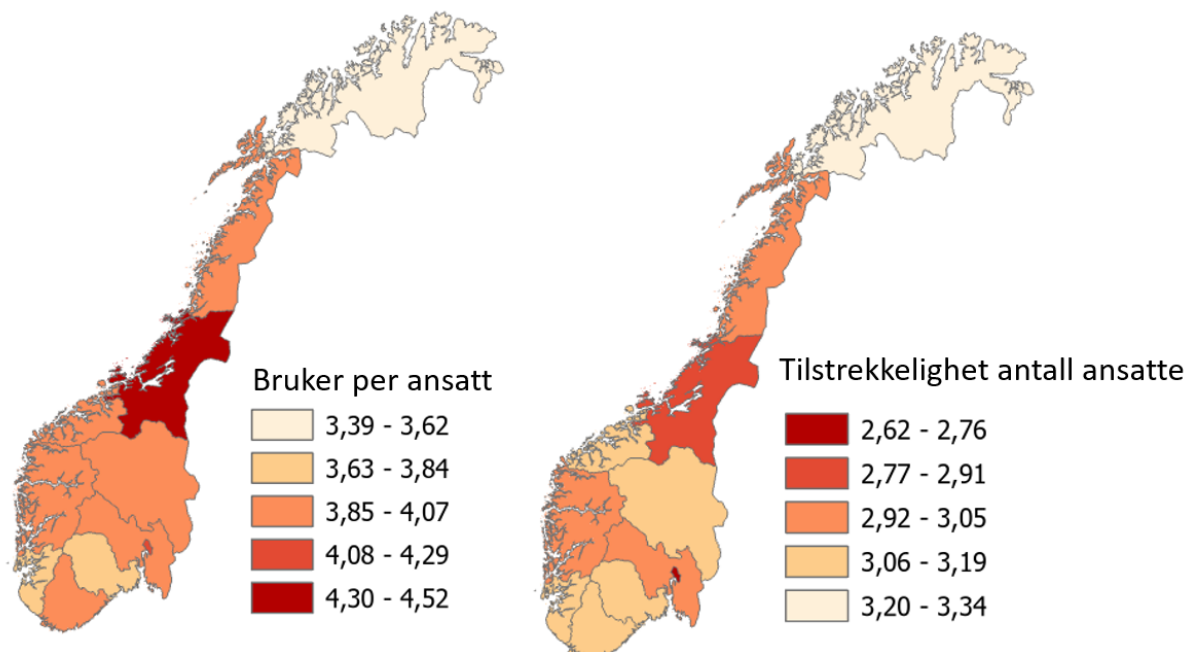 Bruker per ansatt
3,39 - 3,62
3,63 - 3,84
3,85 - 4,07
4,08 - 4,29
4,30 - 4,52
Tilstrekkelighet antall ansatte
2,62 - 2,76
2,77 - 2,91
2,92 - 3,05
3,06 - 3,19
3,20 - 3,34